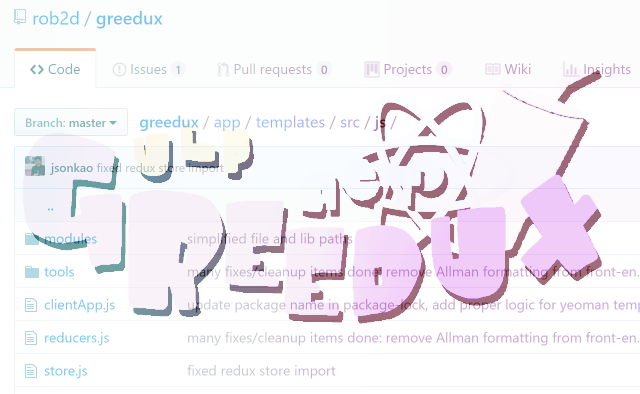 rob2d / greedux
Code Issues 1 Pull requests 0 Projects 0 Wiki Insights
Branch: master greedux / app / templates / src / js /
GULP REACT
GREEDUX
jsonkao fixed redux store import
..
modules simplified file and lib paths
tools many fixes/cleanup items done: remove Allman formatting from front-en.
clientApp.js update package name in package-lock, add proper logic for yeoman temp
reducers.js many fixes/cleanup items done: remove Allman formatting from front-en.
store.js fixed redux store import